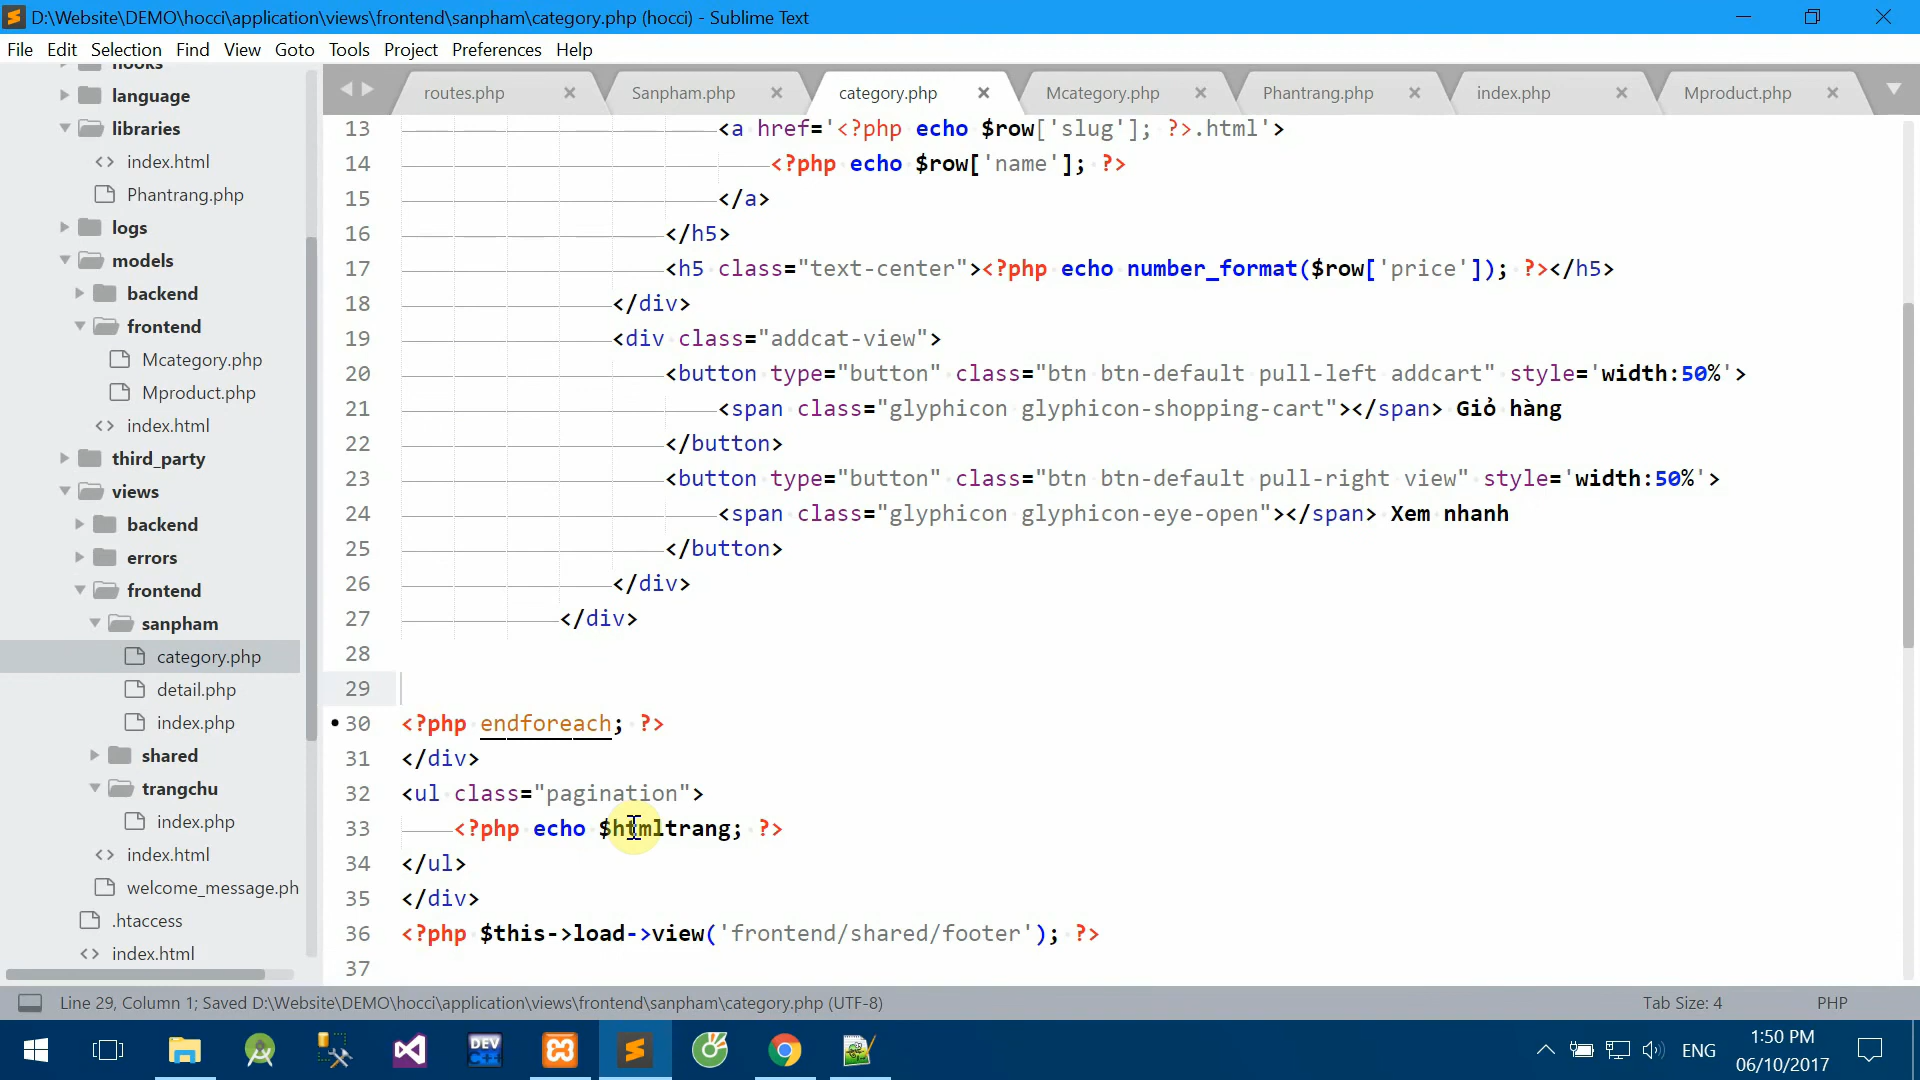 D:\Website\DEMO\hocci\application\views\frontend\sanpham\category.php (hocci) - Sublime Text
File Edit Selection Find View Goto Tools Project Preferences Help
hooks
language
libraries
index.html
Phantrang.php
logs
models
backend
frontend
Mcategory.php
Mproduct.php
index.html
third_party
views
backend
errors
frontend
sanpham
category.php
detail.php
index.php
shared
trangchu
index.php
index.html
welcome_message.ph
.htaccess
index.html
routes.php Sanpham.php category.php Mcategory.php Phantrang.php index.php Mproduct.php
13 <a href='<?php echo $row['slug']; ?>.html'>
14 <?php echo $row['name']; ?>
15 </a>
16 </h5>
17 <h5 class="text-center"><?php echo number_format($row['price']); ?></h5>
18 </div>
19 <div class="addcat-view">
20 <button type="button" class="btn btn-default pull-left addcart" style='width:50%'>
21 <span class="glyphicon glyphicon-shopping-cart"></span> Giỏ hàng
22 </button>
23 <button type="button" class="btn btn-default pull-right view" style='width:50%'>
24 <span class="glyphicon glyphicon-eye-open"></span> Xem nhanh
25 </button>
26 </div>
27 </div>
28
29
30 <?php endforeach; ?>
31 </div>
32 <ul class="pagination">
33 <?php echo $htmltrang; ?>
34 </ul>
35 </div>
36 <?php $this->load->view('frontend/shared/footer'); ?>
37
Line 29, Column 1; Saved D:\Website\DEMO\hocci\application\views\frontend\sanpham\category.php (UTF-8) Tab Size: 4 PHP
DEV C++
ENG
1:50 PM
06/10/2017